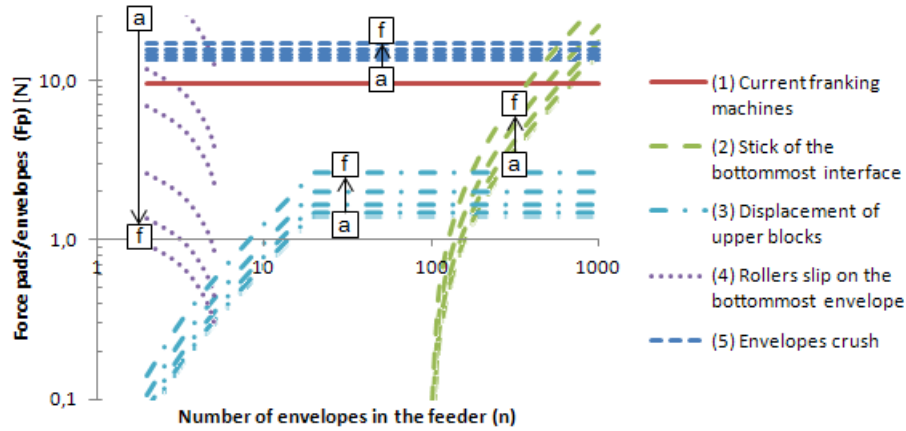 Force pads/envelopes (Fp) [N]
10,0
1,0
0,1
1
10
100
1000
Number of envelopes in the feeder (n)
a
f
f
a
f
a
f
a
(1) Current franking
machines
(2) Stick of the
bottommost interface
(3) Displacement of
upper blocks
(4) Rollers slip on the
bottommost envelope
(5) Envelopes crush